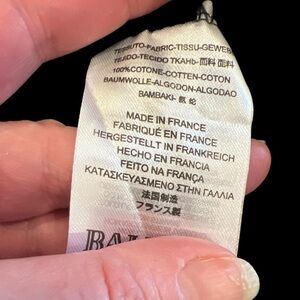 TESSUTO-FABRIC-TISSU-GEWEB
TEJIDO-TECIDO TKAHb- 面料 面料
100%COTONE-COTTEN-COTON
BAUMWOLLE-ALGODON-ALGODAO
BAMBAKI-
MADE IN FRANCE
FABRIQUÉ EN FRANCE
HERGESTELLT IN FRANKREICH
HECHO EN FRANCIA
FEITO NA FRANÇA
ΚΑΤΑΣΚΕΥΑΣΜΕΝΟ ΣΤΗΝ ΓΑΛΛΙΑ
法国制造
フランス製